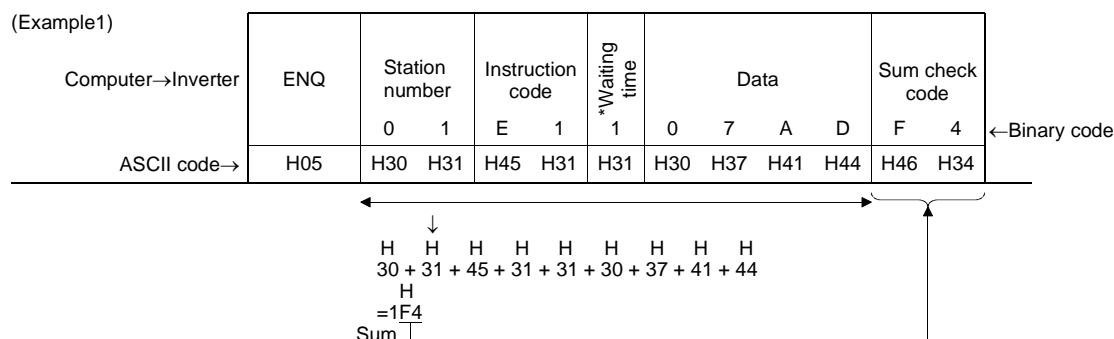 (Example1)
Computer→Inverter
ENQ
Station
number
Instruction
code
*Waiting
time
Data
Sum check
code
0 1 E 1 1 0 7 A D F 4 ←Binary code
ASCII code→ H05 H30 H31 H45 H31 H31 H30 H37 H41 H44 H46 H34
↓
H H H H H H H H H
30 + 31 + 45 + 31 + 31 + 30 + 37 + 41 + 44
H
=1F4
Sum